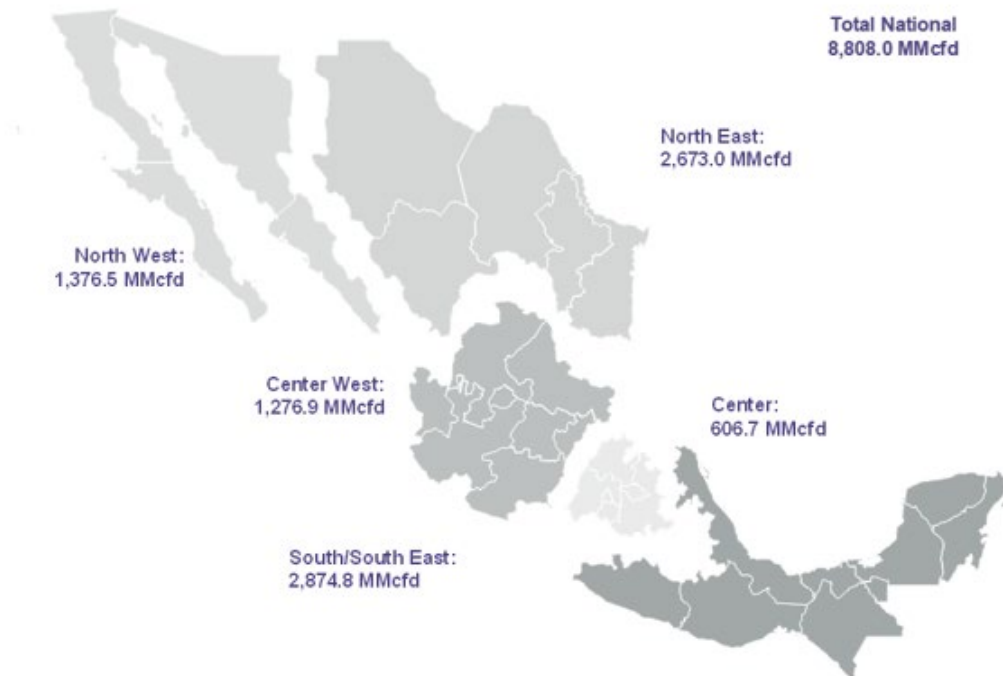 Total National
8,808.0 MMcfd
North East:
2,673.0 MMcfd
North West:
1,376.5 MMcfd
Center West:
1,276.9 MMcfd
Center:
606.7 MMcfd
South/South East:
2,874.8 MMcfd